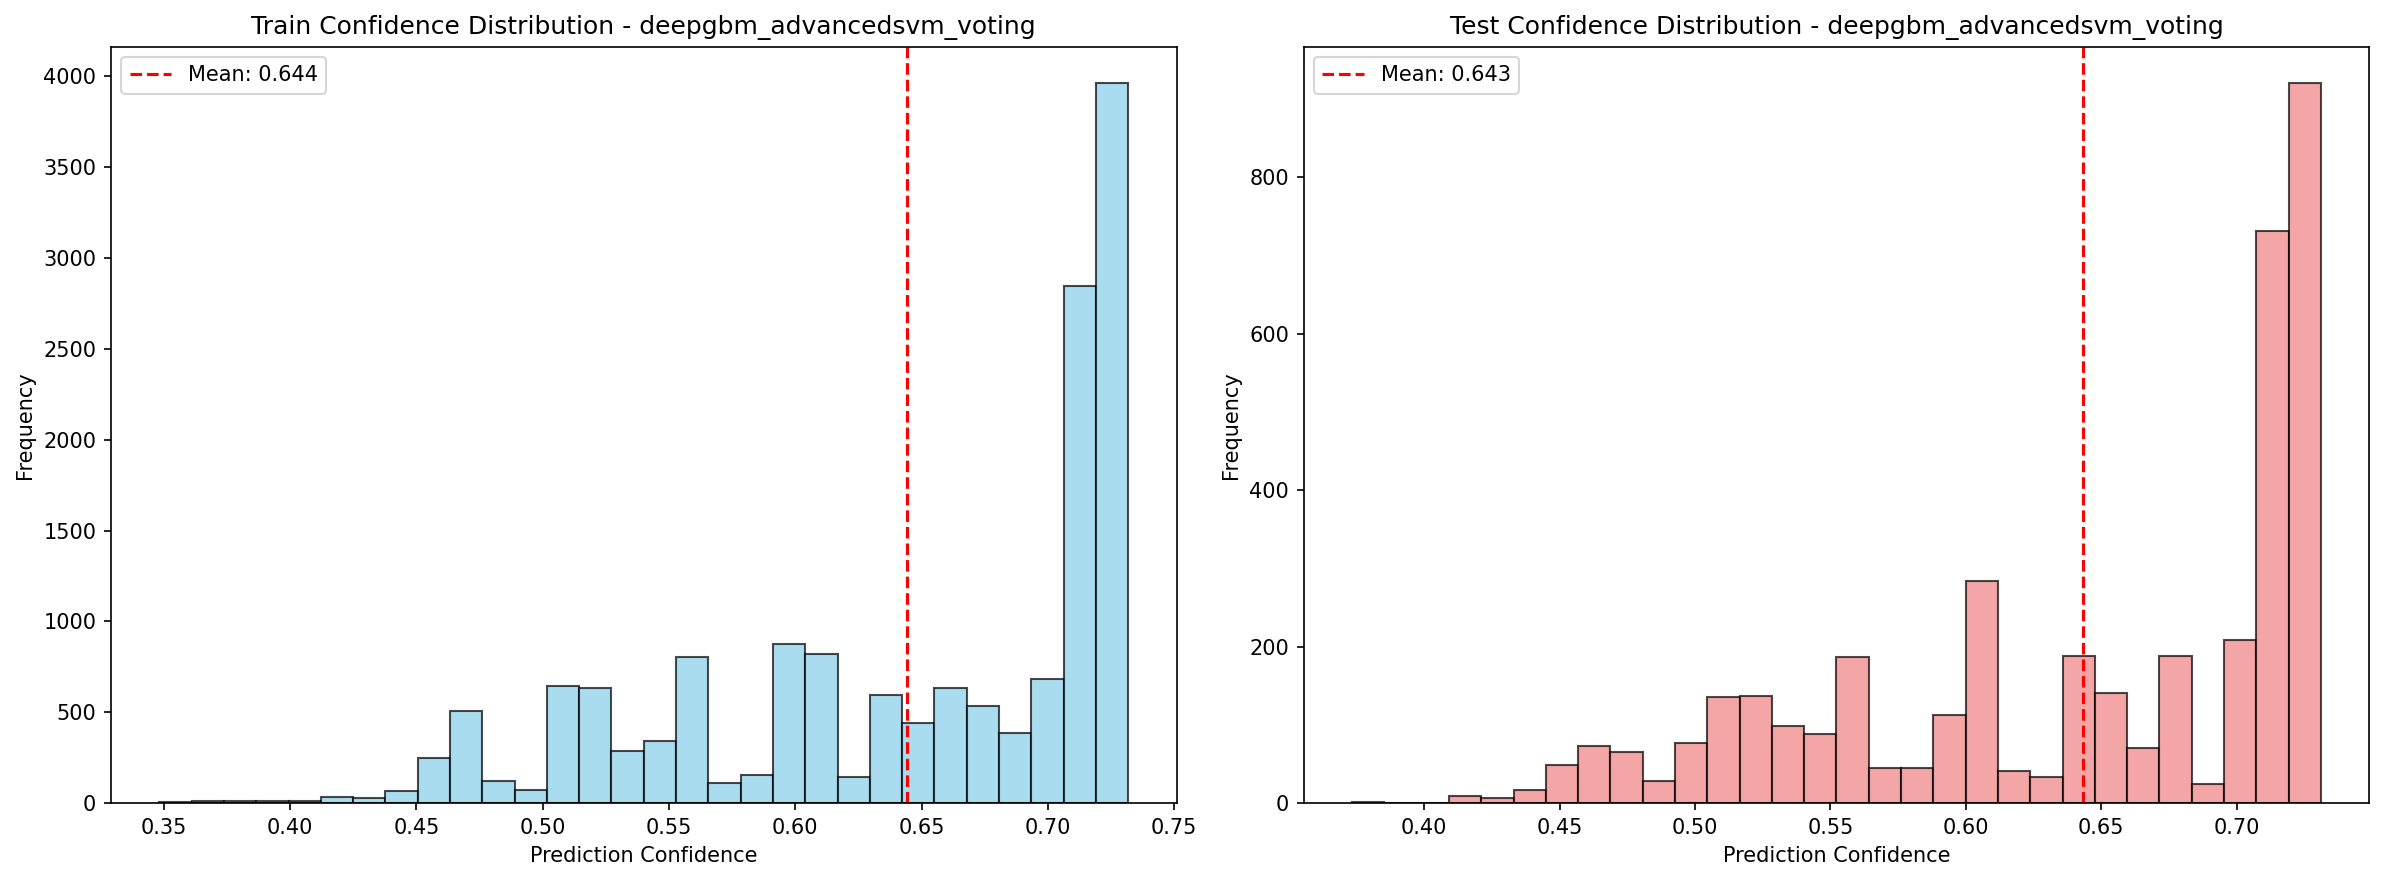 Train Confidence Distribution - deepgbm_advancedsvm_voting
Mean: 0.644
4000
3500
3000
2500
2000
1500
1000
500
0
Frequency
0.35 0.40 0.45 0.50 0.55 0.60 0.65 0.70 0.75
Prediction Confidence
Test Confidence Distribution - deepgbm_advancedsvm_voting
Mean: 0.643
800
600
400
200
0
Frequency
0.40 0.45 0.50 0.55 0.60 0.65 0.70
Prediction Confidence